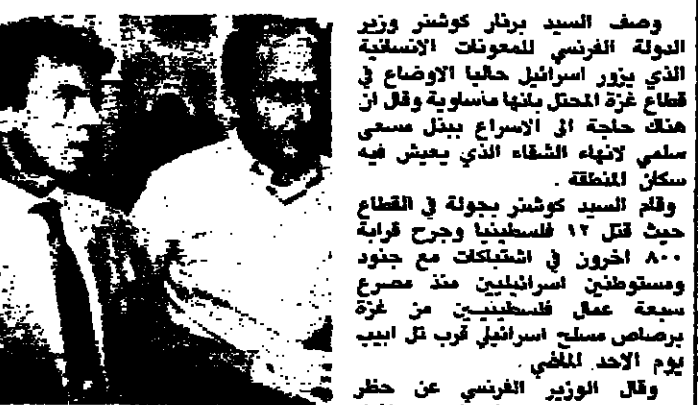 وصف السيد برنار كوشنر وزير
الدولة الفرنسي للمعونات الانسانية
الذي يزور اسرائيل حاليا الاوضاع في
قطاع غزة المحتل بانها مأساوية وقال ان
هناك حاجة الى الاسراع ببذل مسعى
سلمي لانهاء الشقاء الذي يعيش فيه
سكان المنطقة .
وقام السيد كوشنر بجولة في القطاع
حيث قتل ١٢ فلسطينيا وجرح قرابة
٨٠٠ اخرون في اشتباكات مع جنود
ومستوطنين اسرائيليين منذ مصرع
سبعة عمال فلسطينيين من غزة
برصاص مسلح اسرائيلي قرب تل ابيب
يوم الاحد الماضي .
وقال الوزير الفرنسي عن حظر